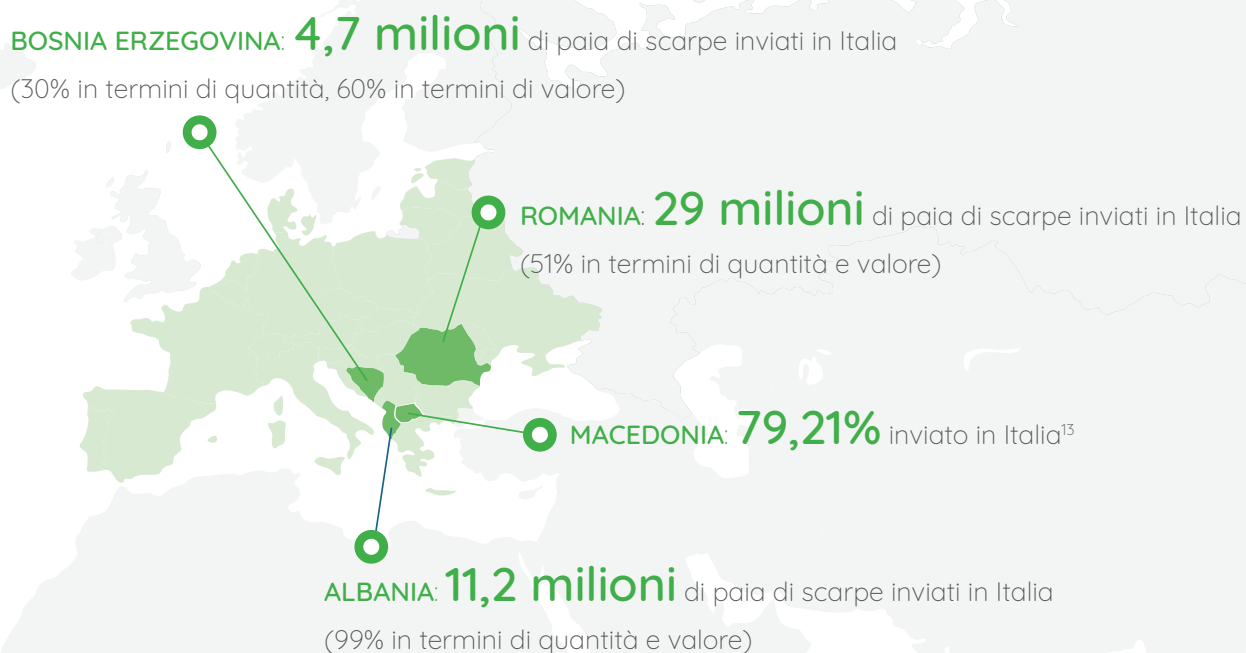 BOSNIA ERZEGOVINA: 4,7 milioni di paia di scarpe inviati in Italia
(30% in termini di quantità, 60% in termini di valore)
ROMANIA: 29 milioni di paia di scarpe inviati in Italia
(51% in termini di quantità e valore)
MACEDONIA: 79,21% inviato in Italia¹³
ALBANIA: 11,2 milioni di paia di scarpe inviati in Italia
(99% in termini di quantità e valore)